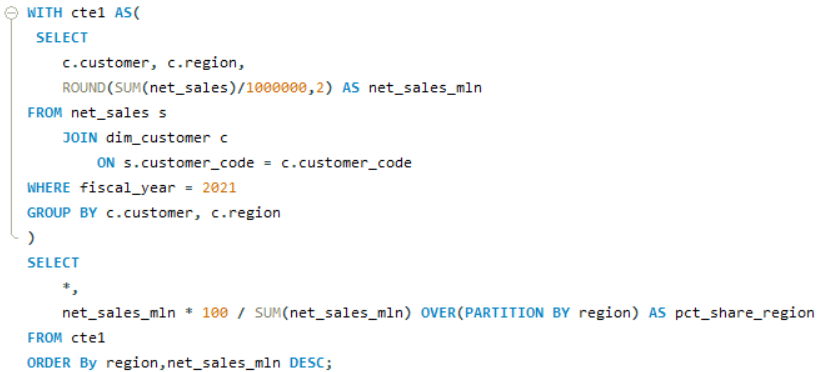 WITH cte1 AS(
SELECT
c.customer, c.region,
ROUND(SUM(net_sales)/1000000,2) AS net_sales_mln
FROM net_sales s
JOIN dim_customer c
ON s.customer_code = c.customer_code
WHERE fiscal_year = 2021
GROUP BY c.customer, c.region
)
SELECT
*,
net_sales_mln * 100 / SUM(net_sales_mln) OVER(PARTITION BY region) AS pct_share_region
FROM cte1
ORDER By region,net_sales_mln DESC;